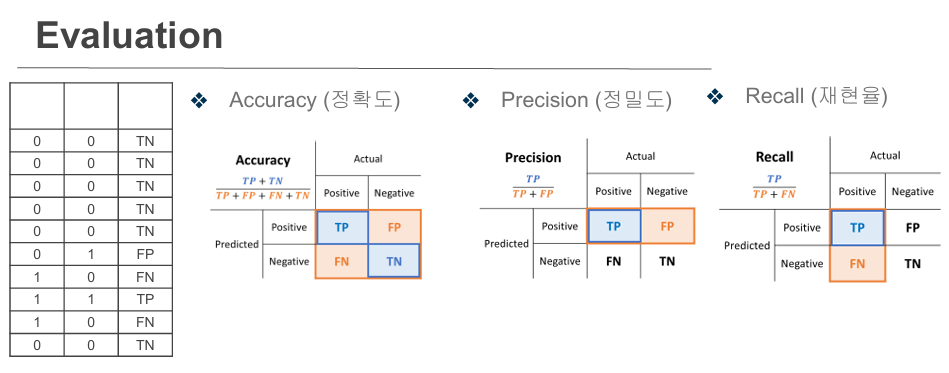 Evaluation
0 0 TN
0 0 TN
0 0 TN
0 0 TN
0 0 TN
0 1 FP
1 0 FN
1 1 TP
1 0 FN
0 0 TN
❖ Accuracy (정확도)
Accuracy
TP + TN
TP + FP + FN + TN
Actual
Positive Negative
Predicted
Positive TP FP
Negative FN TN
❖ Precision (정밀도)
Precision
TP
TP + FP
Actual
Positive Negative
Predicted
Positive TP FP
Negative FN TN
❖ Recall (재현율)
Recall
TP
TP + FN
Actual
Positive Negative
Predicted
Positive TP FP
Negative FN TN